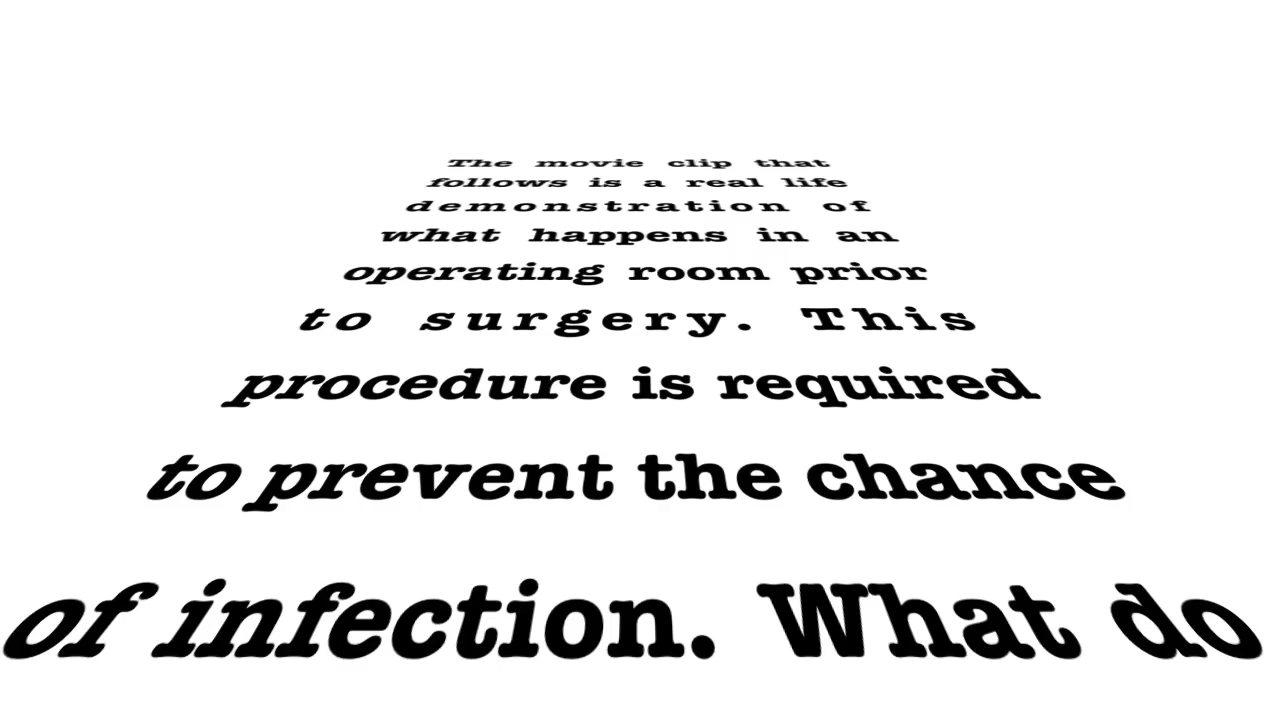 The movie clip that
follows is a real life
demonstration of
what happens in an
operating room prior
to surgery. This
procedure is required
to prevent the chance
of infection. What do